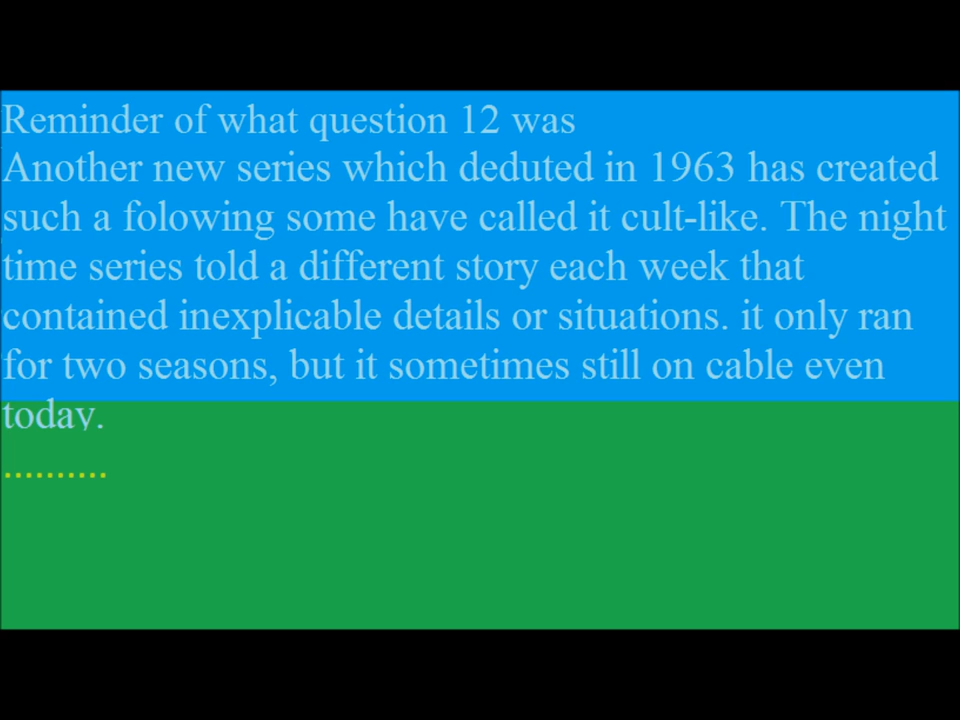 Reminder of what question 12 was
Another new series which deduted in 1963 has created
such a folowing some have called it cult-like. The night
time series told a different story each week that
contained inexplicable details or situations. it only ran
for two seasons, but it sometimes still on cable even
today.
..........